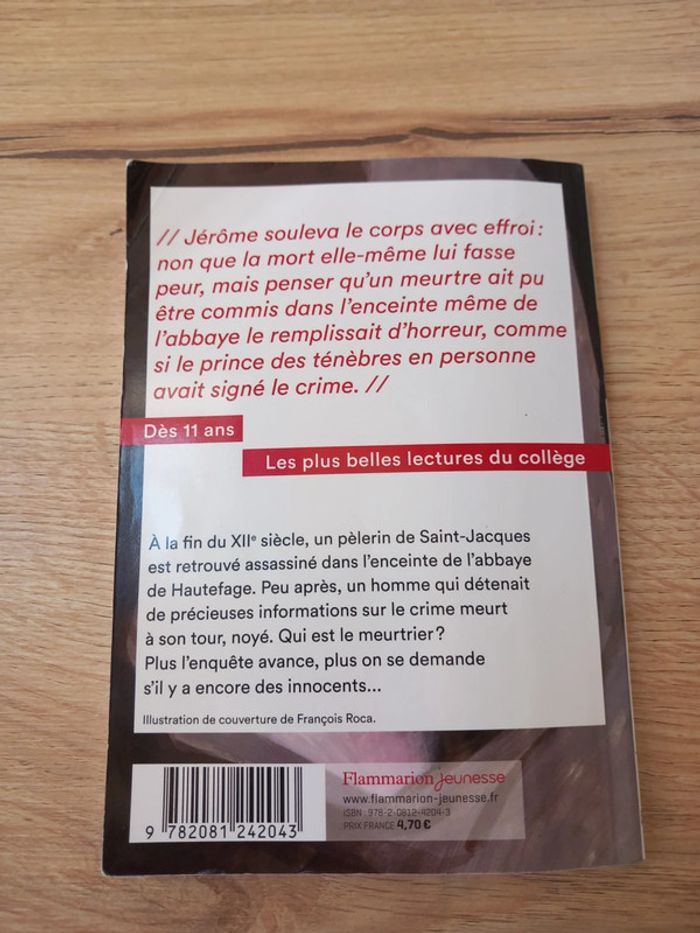 // Jérôme souleva le corps avec effroi :
non que la mort elle-même lui fasse
peur, mais penser qu'un meurtre ait pu
être commis dans l'enceinte même de
l'abbaye le remplissait d'horreur, comme
si le prince des ténèbres en personne
avait signé le crime. //
Dès 11 ans
Les plus belles lectures du collège
À la fin du XIIe siècle, un pèlerin de Saint-Jacques
est retrouvé assassiné dans l'enceinte de l'abbaye
de Hautefage. Peu après, un homme qui détenait
de précieuses informations sur le crime meurt
à son tour, noyé. Qui est le meurtrier ?
Plus l'enquête avance, plus on se demande
s'il y a encore des innocents...
Illustration de couverture de François Roca.
Flammarion jeunesse
www.flammarion-jeunesse.fr
ISBN : 978-2-0812-4204-3
PRIX FRANCE 4,70 €
9 782081 242043